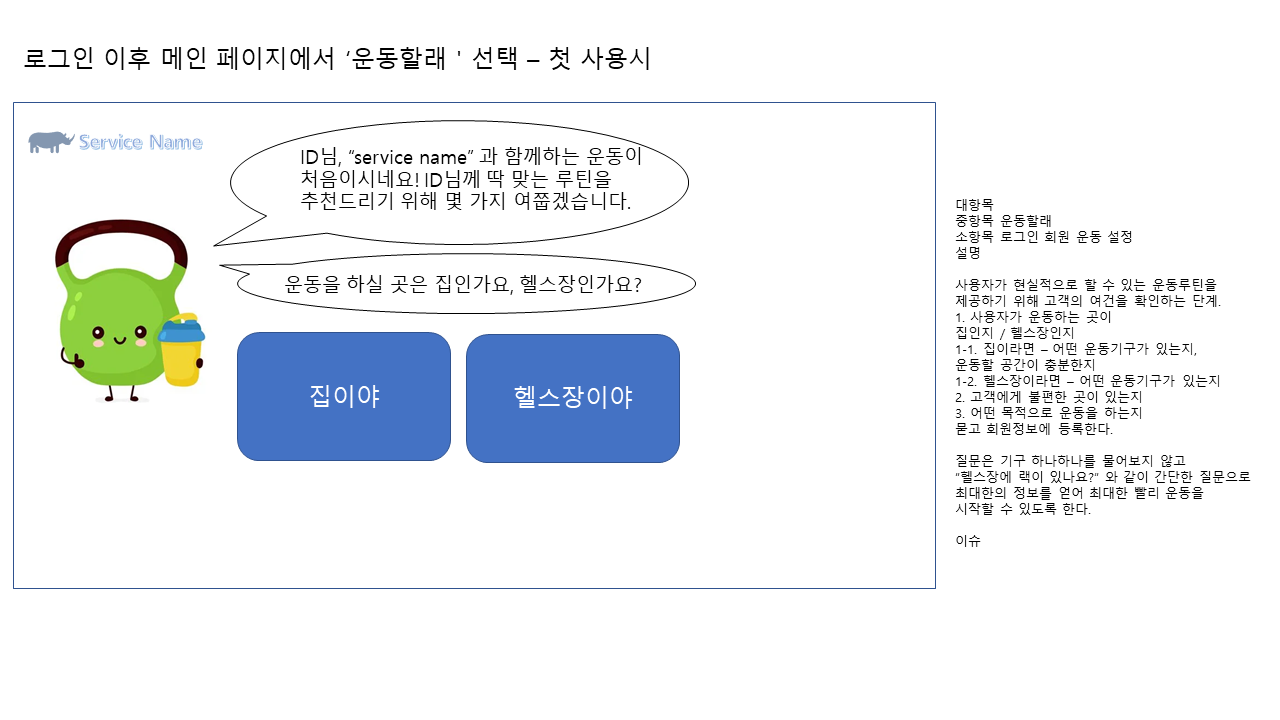 로그인 이후 메인 페이지에서 ‘운동할래 ' 선택 – 첫 사용시
Service Name
ID님, “service name” 과 함께하는 운동이
처음이시네요! ID님께 딱 맞는 루틴을
추천드리기 위해 몇 가지 여쭙겠습니다.
운동을 하실 곳은 집인가요, 헬스장인가요?
집이야
헬스장이야
대항목
중항목 운동할래
소항목 로그인 회원 운동 설정
설명
사용자가 현실적으로 할 수 있는 운동루틴을
제공하기 위해 고객의 여건을 확인하는 단계.
1. 사용자가 운동하는 곳이
집인지 / 헬스장인지
1-1. 집이라면 – 어떤 운동기구가 있는지,
운동할 공간이 충분한지
1-2. 헬스장이라면 – 어떤 운동기구가 있는지
2. 고객에게 불편한 곳이 있는지
3. 어떤 목적으로 운동을 하는지
묻고 회원정보에 등록한다.
질문은 기구 하나하나를 물어보지 않고
“헬스장에 랙이 있나요?” 와 같이 간단한 질문으로
최대한의 정보를 얻어 최대한 빨리 운동을
시작할 수 있도록 한다.
이슈